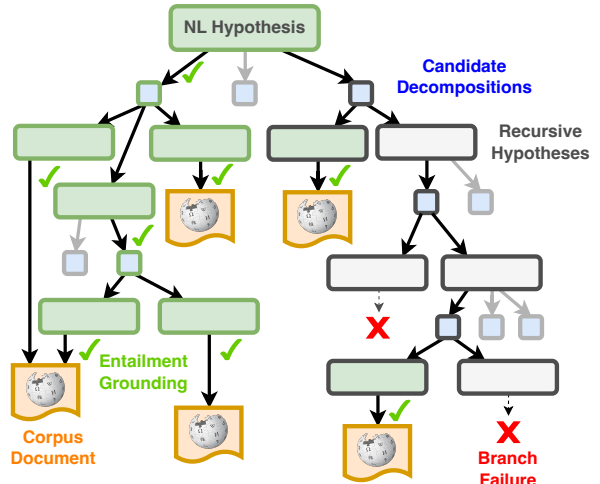 NL Hypothesis
Candidate
Decompositions
Recursive
Hypotheses
Entailment
Grounding
Corpus
Document
X
X
Branch
Failure